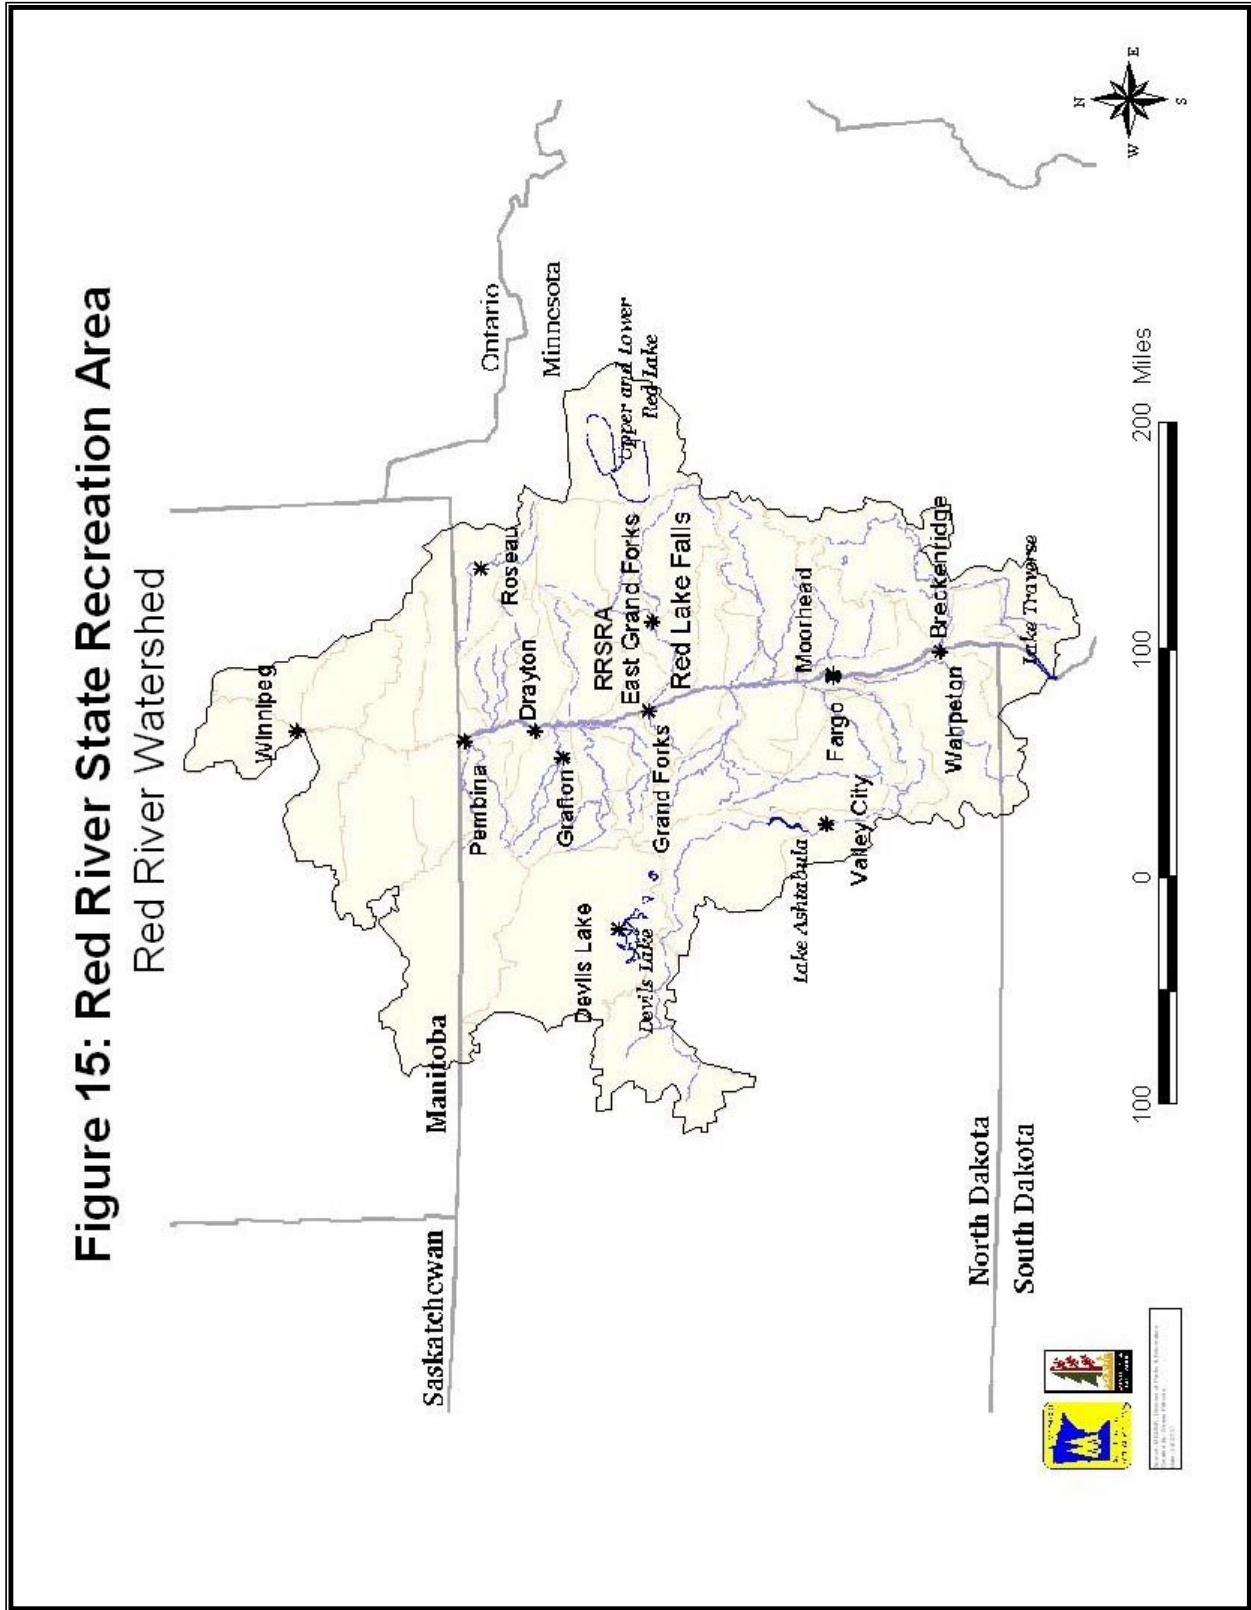 Figure 15: Red River State Recreation Area
Red River Watershed
N
W
E
S
Saskatchewan
Manitoba
Ontario
Minnesota
Winnipeg
Pembina
Roseau
Drayton
Grafton
Devils Lake
Devils Lake
RRSRA
East Grand Forks
Grand Forks
Red Lake Falls
Upper and Lower
Red Lake
Lake Ashtabula
Valley City
Fargo
Moorhead
Wahpeton
Breckenridge
Lake Traverse
North Dakota
South Dakota
100
0
100
200 Miles